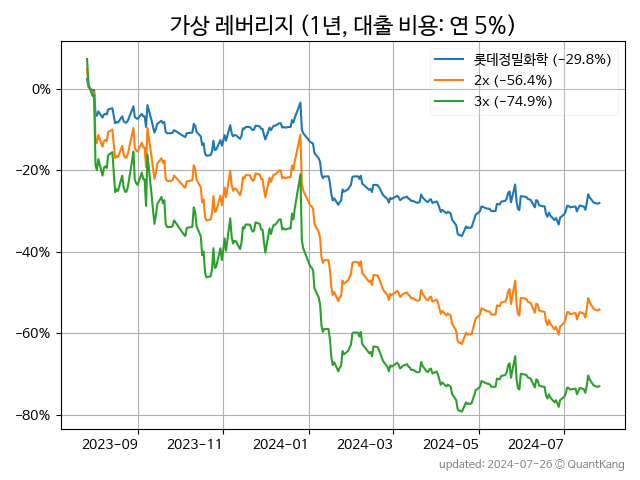 가상 레버리지 (1년, 대출 비용: 연 5%)
롯데정밀화학 (−29.8%)
2x (−56.4%)
3x (−74.9%)
0%
−20%
−40%
−60%
−80%
2023-09 2023-11 2024-01 2024-03 2024-05 2024-07
updated: 2024-07-26 © QuantKang